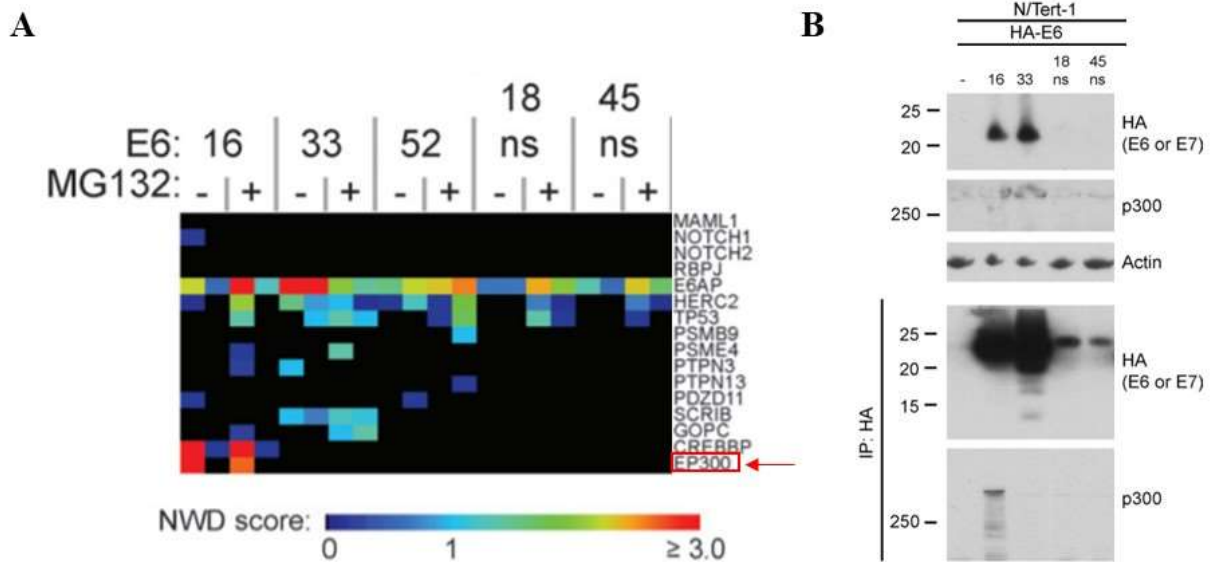 A
18 45
E6: 16 33 52 ns ns
MG132: - + - + - + - + - +
MAML1
NOTCH1
NOTCH2
RBPJ
E6AP
HERC2
TP53
PSMB9
PSME4
PTPN3
PTPN13
PDZD11
SCRIB
GOPC
CREBBP
EP300
NWD score:
0 1 ≥ 3.0
B
N/Tert-1
HA-E6
18 45
- 16 33 ns ns
25
20
HA
(E6 or E7)
250
p300
Actin
IP: HA
25
20
15
HA
(E6 or E7)
250
p300